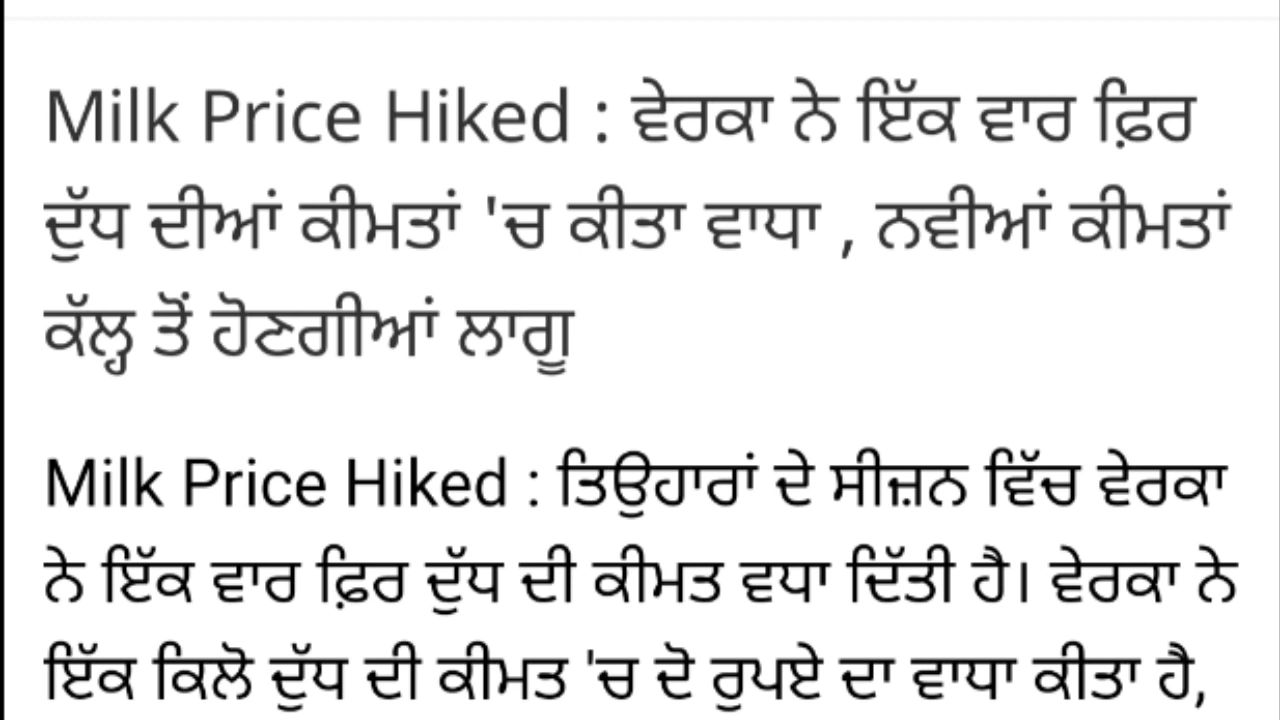 Milk Price Hiked : ਵੇਰਕਾ ਨੇ ਇੱਕ ਵਾਰ ਫ਼ਿਰ
ਦੁੱਧ ਦੀਆਂ ਕੀਮਤਾਂ 'ਚ ਕੀਤਾ ਵਾਧਾ , ਨਵੀਆਂ ਕੀਮਤਾਂ
ਕੱਲ੍ਹ ਤੋਂ ਹੋਣਗੀਆਂ ਲਾਗੂ
Milk Price Hiked : ਤਿਉਹਾਰਾਂ ਦੇ ਸੀਜ਼ਨ ਵਿੱਚ ਵੇਰਕਾ
ਨੇ ਇੱਕ ਵਾਰ ਫ਼ਿਰ ਦੁੱਧ ਦੀ ਕੀਮਤ ਵਧਾ ਦਿੱਤੀ ਹੈ। ਵੇਰਕਾ ਨੇ
ਇੱਕ ਕਿਲੋ ਦੁੱਧ ਦੀ ਕੀਮਤ 'ਚ ਦੋ ਰੁਪਏ ਦਾ ਵਾਧਾ ਕੀਤਾ ਹੈ,